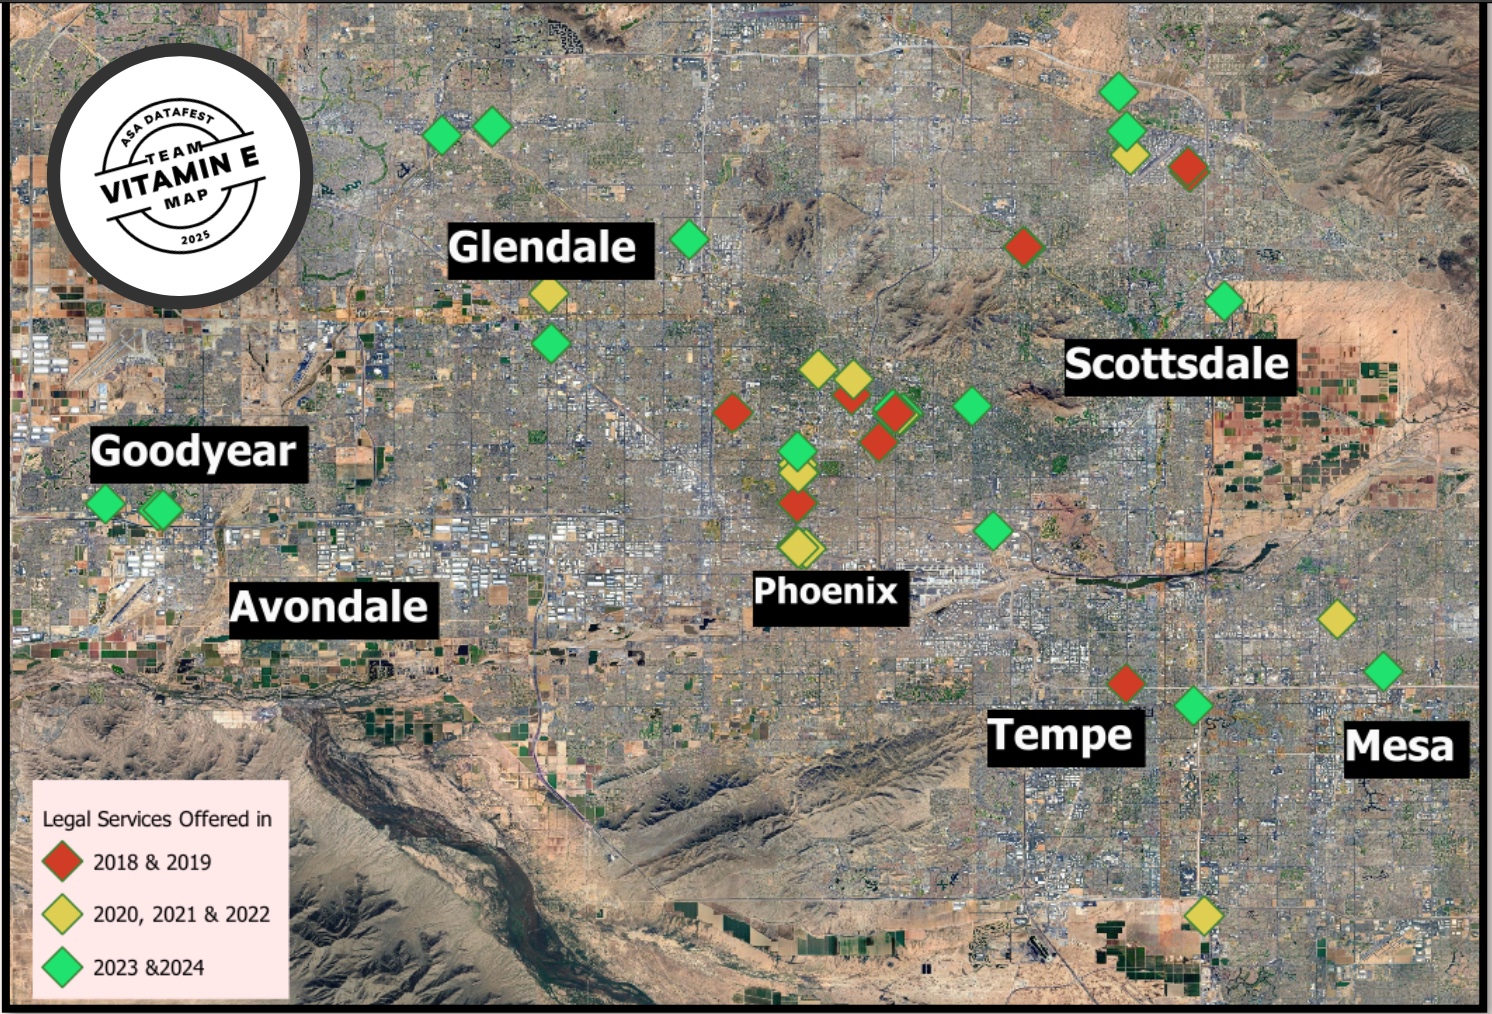 ASA DATAFEST
TEAM
VITAMIN E
MAP
2025
Glendale
Scottsdale
Goodyear
Avondale
Phoenix
Tempe
Mesa
Legal Services Offered in
2018 & 2019
2020, 2021 & 2022
2023 &2024